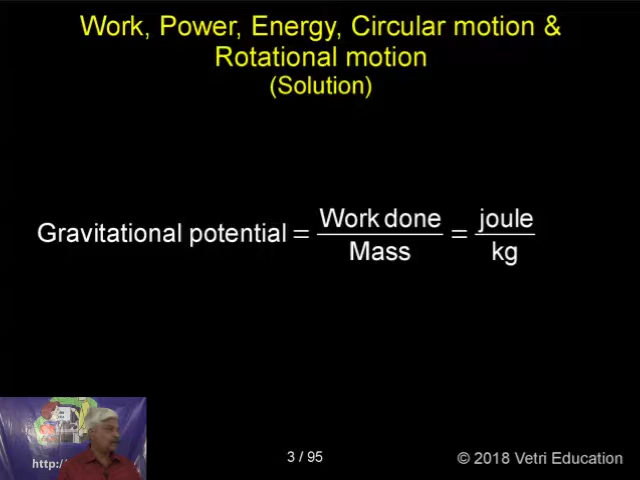 Work, Power, Energy, Circular motion &
Rotational motion
(Solution)
Gravitational potential = Work done / Mass = joule / kg
http:/
3 / 95
© 2018 Vetri Education